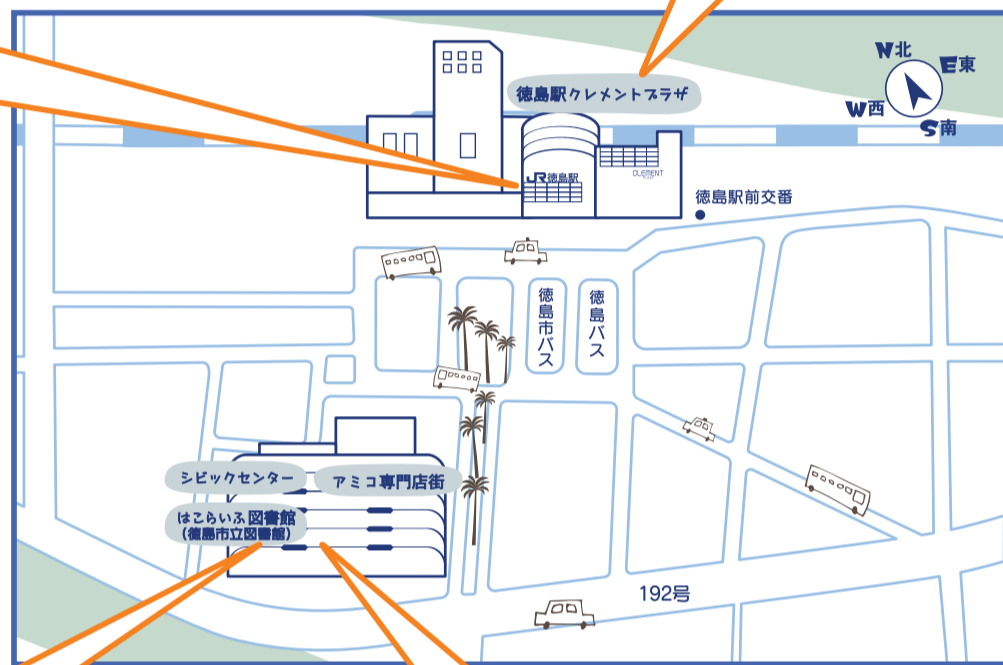 徳島駅クレメントプラザ
N北
E東
W西
S南
JR徳島駅
CLEMENT
徳島駅前交番
徳島市バス
徳島バス
シビックセンター
アミコ専門店街
はこらいふ図書館
(徳島市立図書館)
192号